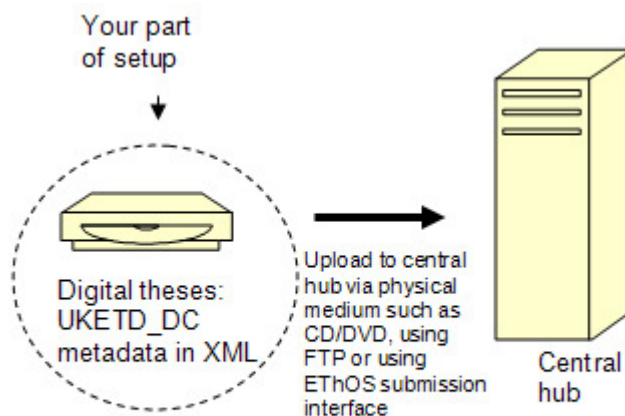 Your part
of setup
Digital theses:
UKETD_DC
metadata in XML
Upload to central
hub via physical
medium such as
CD/DVD, using
FTP or using
EThOS submission
interface
Central
hub